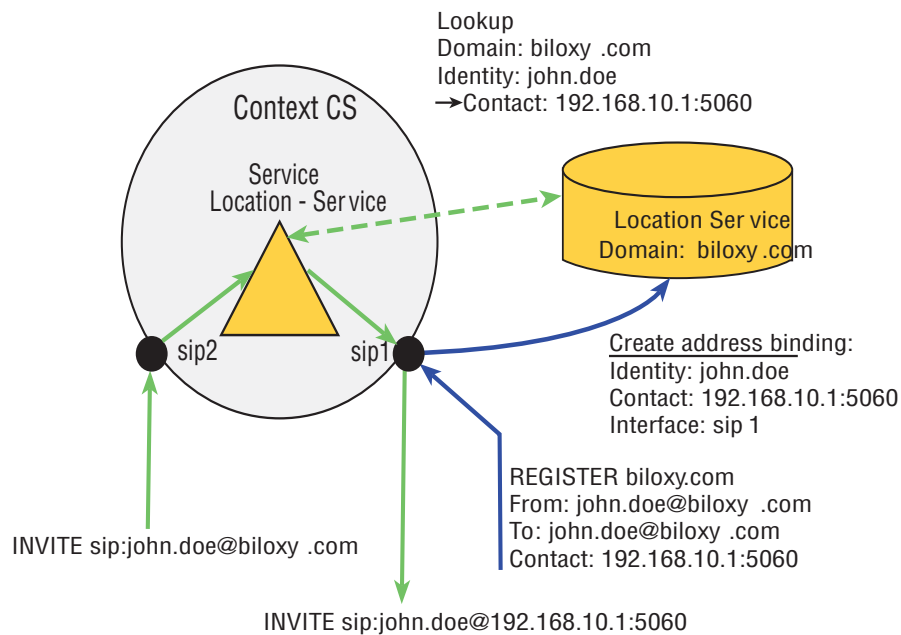 Lookup
Domain: biloxy .com
Identity: john.doe
→Contact: 192.168.10.1:5060
Context CS
Service
Location - Service
Location Ser vice
Domain: biloxy .com
sip2
sip1
Create address binding:
Identity: john.doe
Contact: 192.168.10.1:5060
Interface: sip 1
REGISTER biloxy.com
From: john.doe@biloxy .com
To: john.doe@biloxy .com
Contact: 192.168.10.1:5060
INVITE sip:john.doe@biloxy .com
INVITE sip:john.doe@192.168.10.1:5060